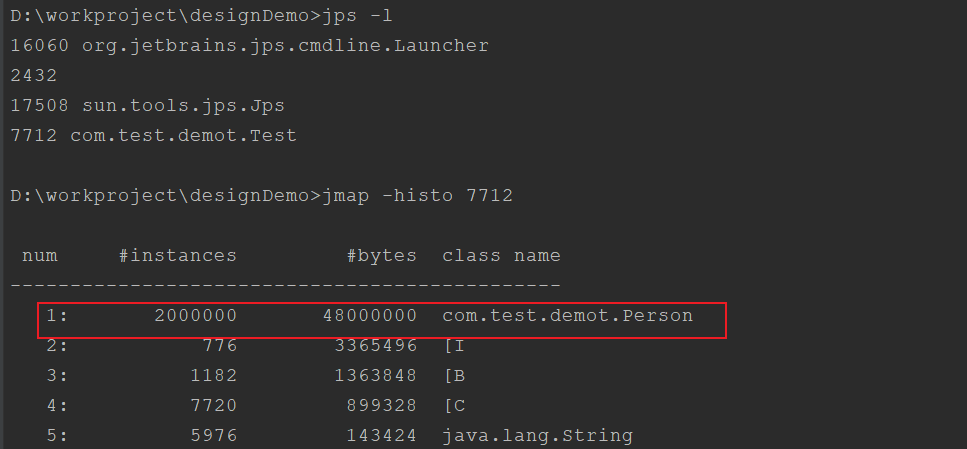 D:\workproject\designDemo>jps -l
16060 org.jetbrains.jps.cmdline.Launcher
2432
17508 sun.tools.jps.Jps
7712 com.test.demot.Test
D:\workproject\designDemo>jmap -histo 7712
num #instances #bytes class name
----------------------------------------------
1: 2000000 48000000 com.test.demot.Person
2: 776 3365496 [I
3: 1182 1363848 [B
4: 7720 899328 [C
5: 5976 143424 java.lang.String